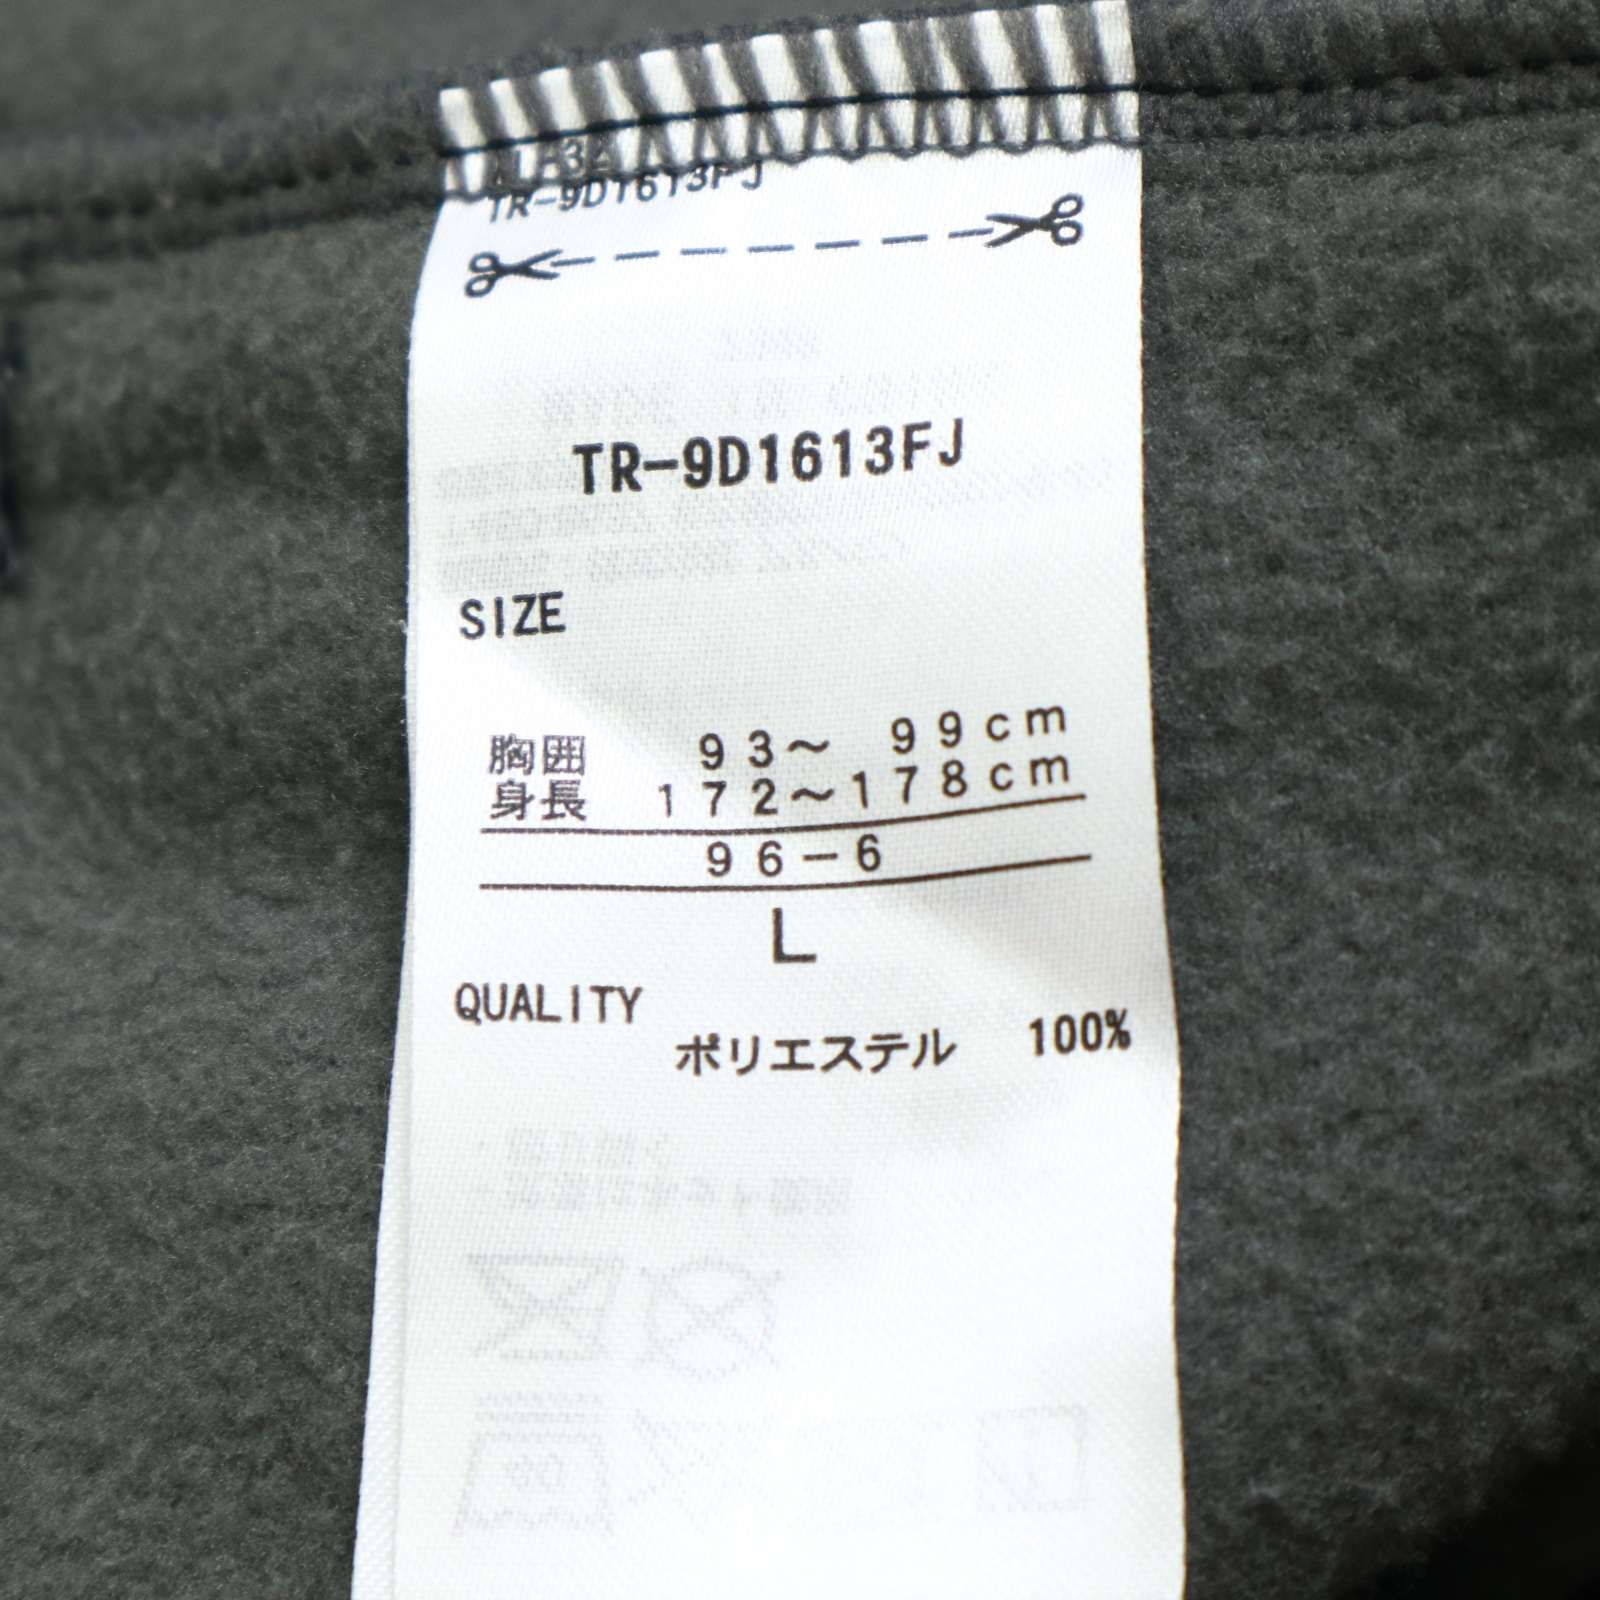 TR-9D1613FJ
TR-9D1613FJ
SIZE
胸囲 93～ 99cm
身長 172～178cm
96－6
L
QUALITY
ポリエステル 100%